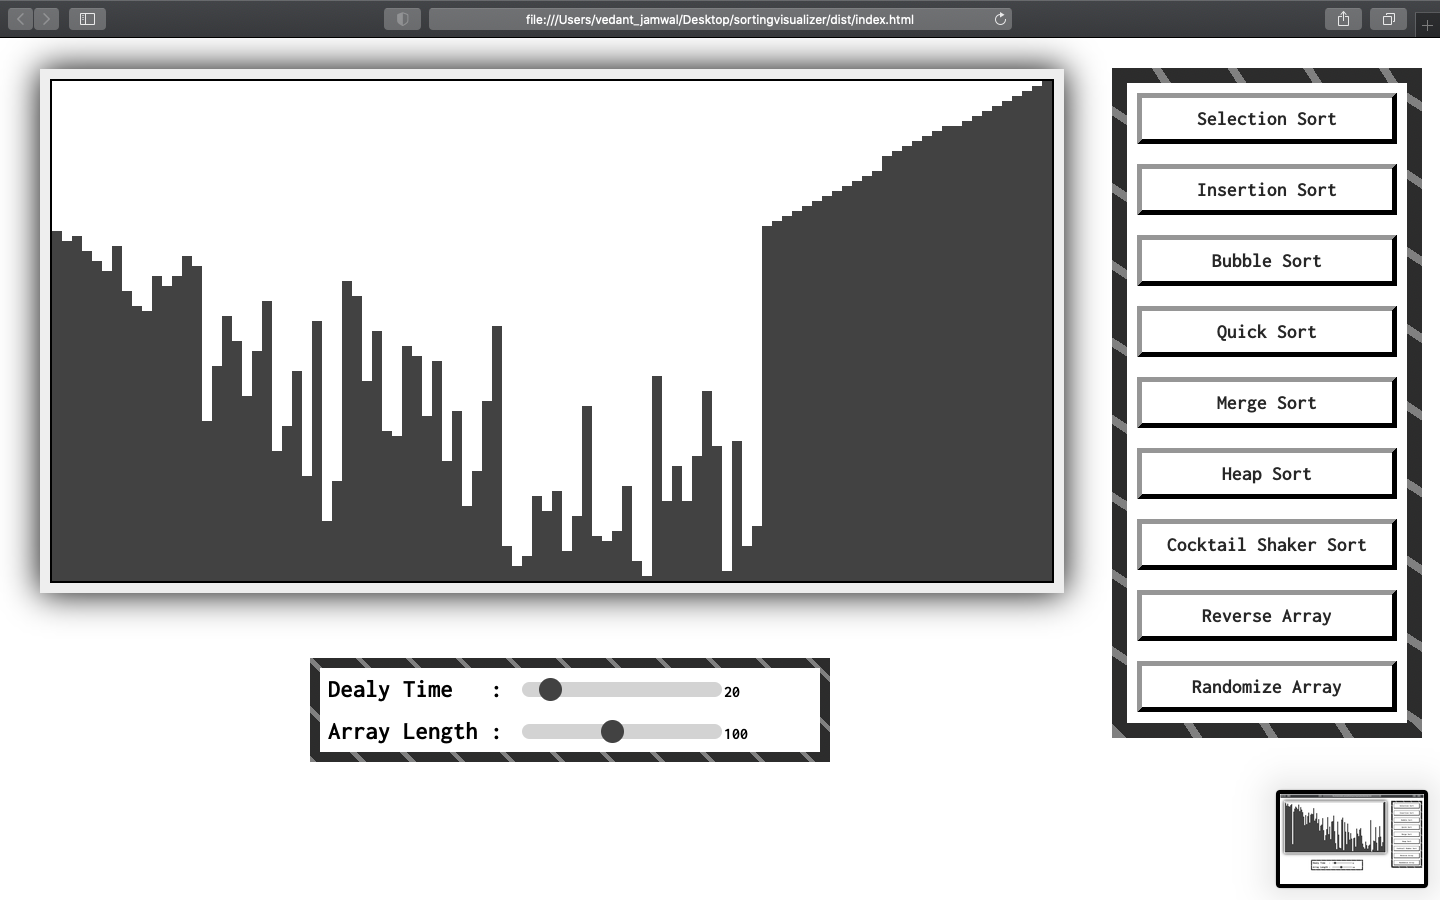 file:///Users/vedant_jamwal/Desktop/sortingvisualizer/dist/index.html
Selection Sort
Insertion Sort
Bubble Sort
Quick Sort
Merge Sort
Heap Sort
Cocktail Shaker Sort
Reverse Array
Randomize Array
Dealy Time : 20
Array Length : 100